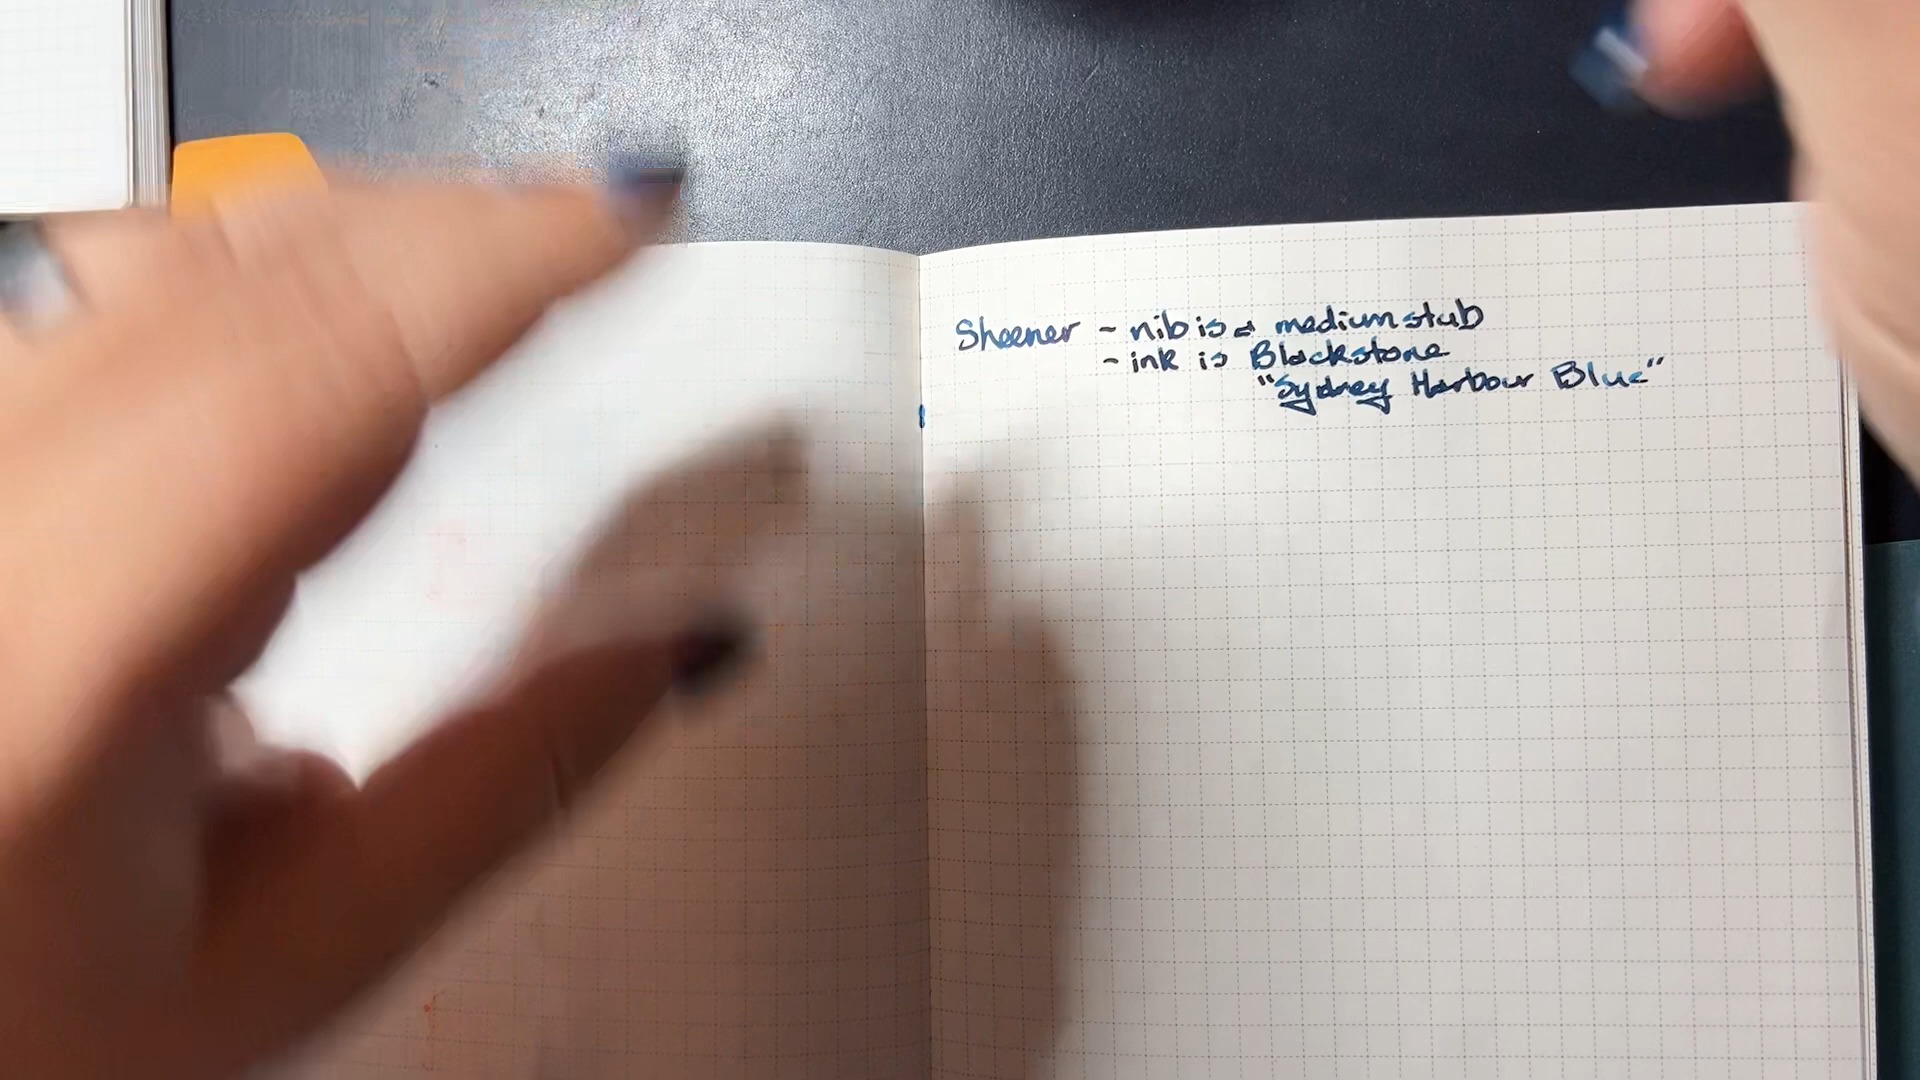 Sheener - nib is a medium stub
- ink is Blackstone
"Sydney Harbour Blue"